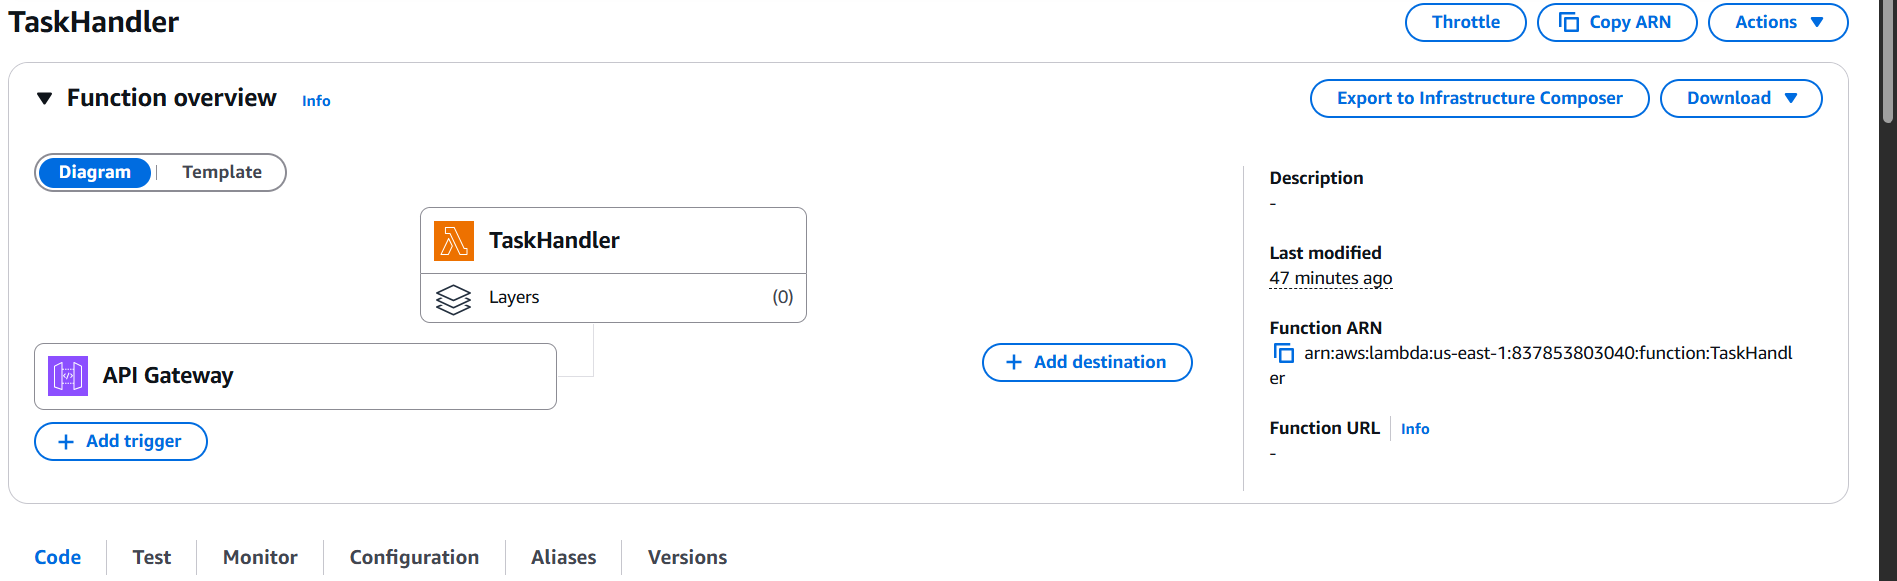 TaskHandler
Throttle
Copy ARN
Actions
Function overview
Info
Export to Infrastructure Composer
Download
Diagram
Template
TaskHandler
Layers
(0)
API Gateway
Add trigger
Add destination
Description
-
Last modified
47 minutes ago
Function ARN
arn:aws:lambda:us-east-1:837853803040:function:TaskHandl
er
Function URL
Info
-
Code
Test
Monitor
Configuration
Aliases
Versions